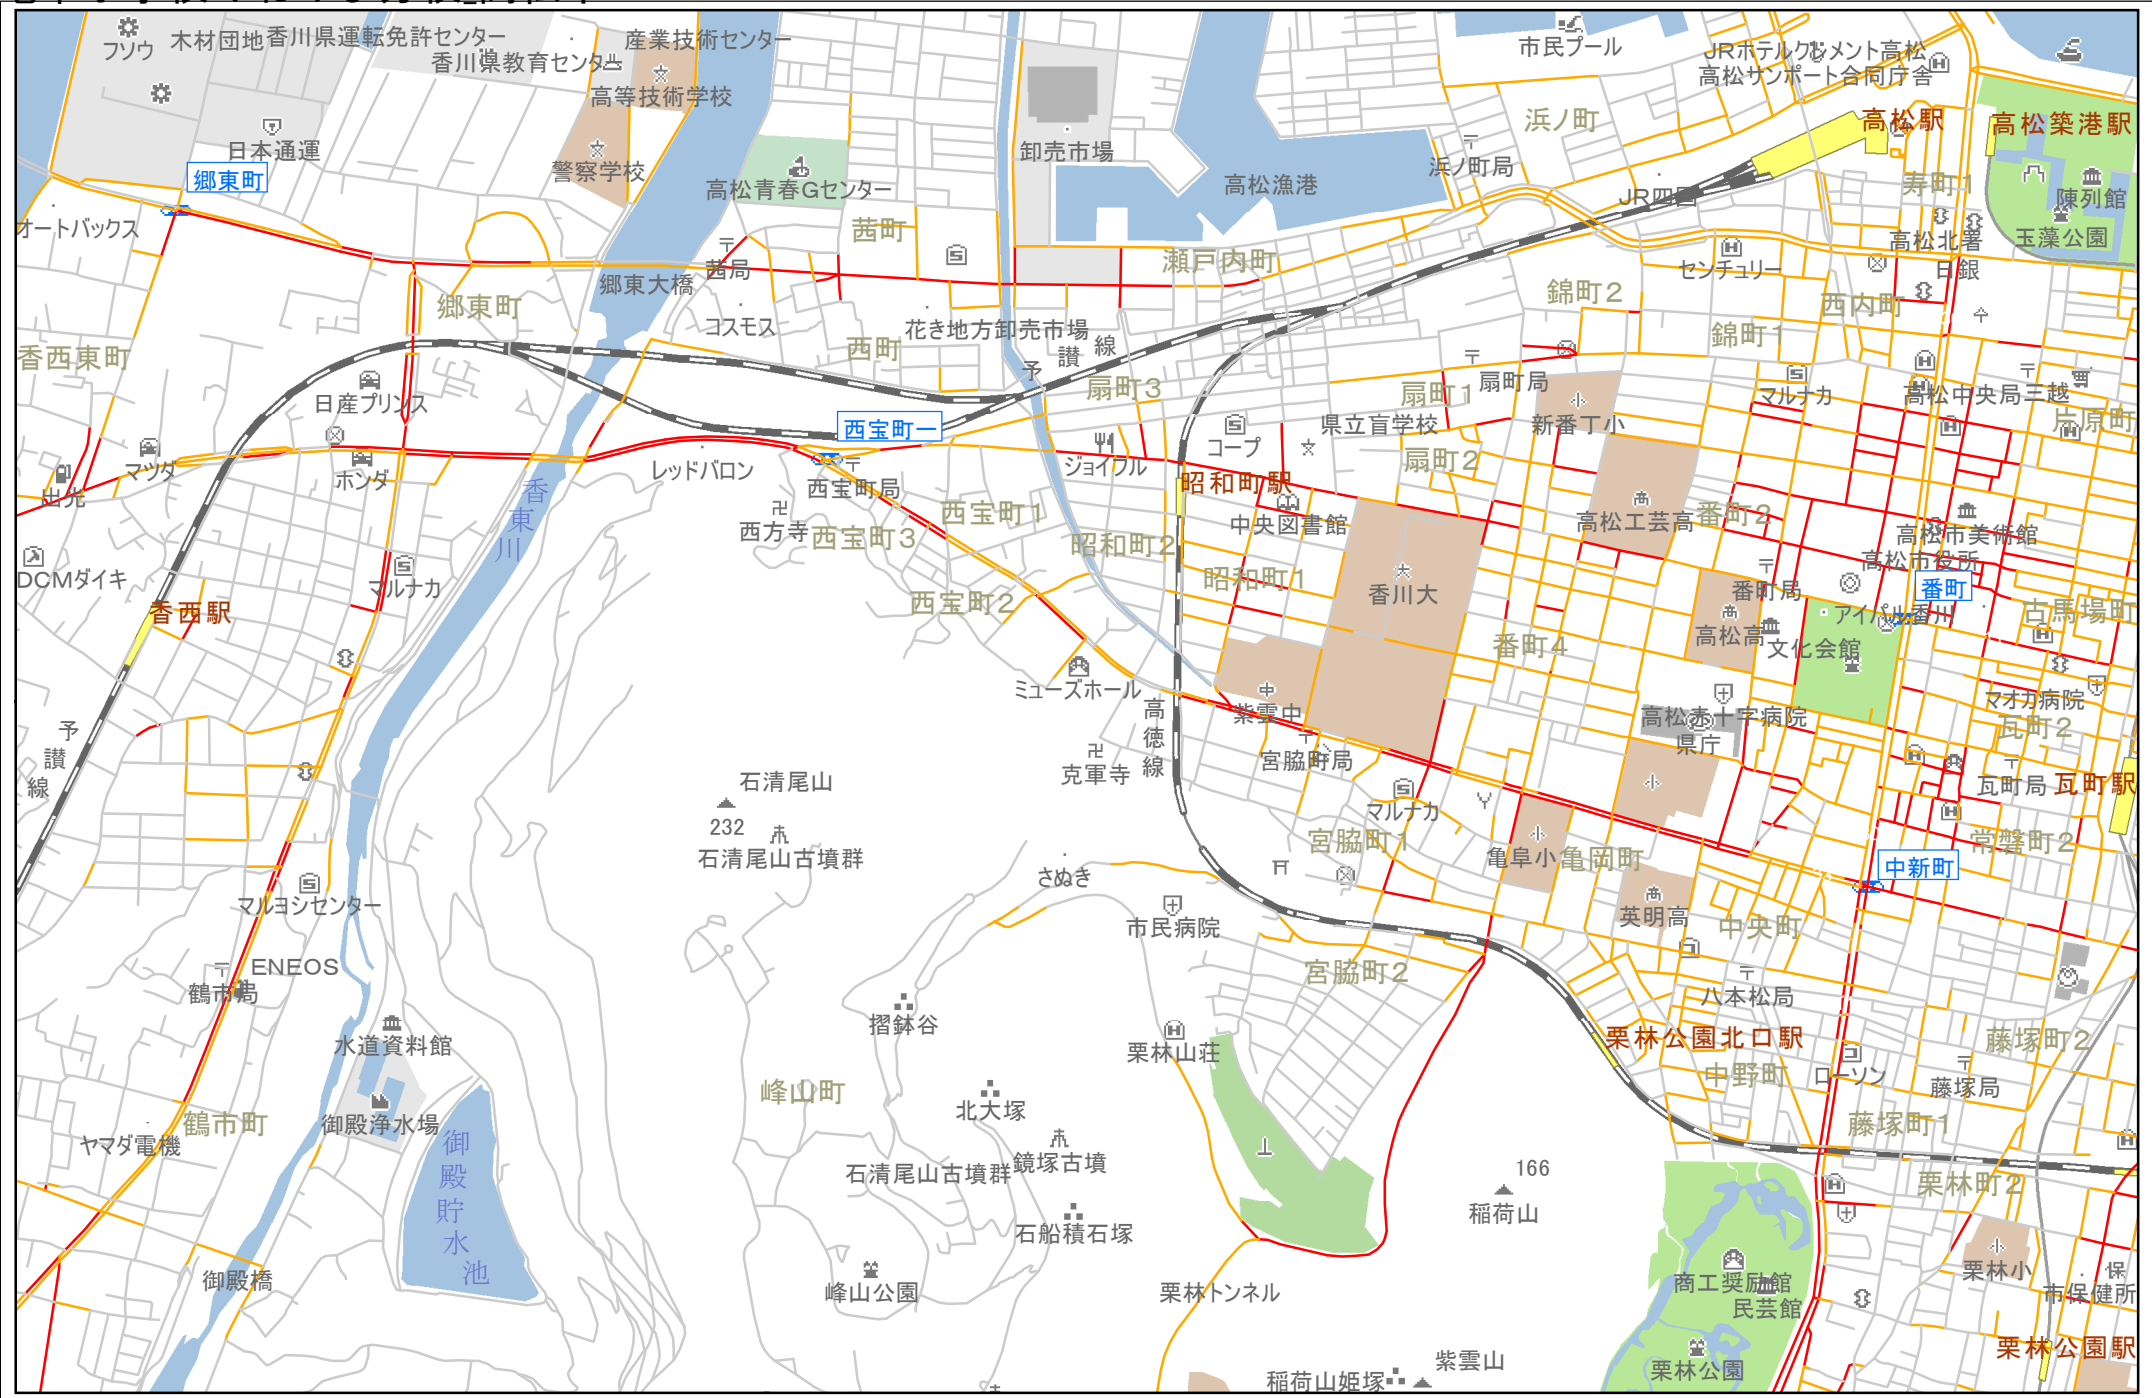 フソウ
木材団地
香川県運転免許センター
産業技術センター
香川県教育センター
高等技術学校
市民プール
JRホテルクレメント高松
高松サンポート合同庁舎
日本通運
郷東町
警察学校
高松青春Gセンター
卸売市場
高松漁港
浜ノ町
浜ノ町局
高松駅
高松築港駅
JR四国
寿町1
陳列館
玉藻公園
オートバックス
茜町
茜局
郷東大橋
瀬戸内町
センチュリー
高松北署
日銀
郷東町
コスモス
花き地方卸売市場
西町
錦町2
錦町1
西内町
香西東町
予讃線
日産プリンス
扇町3
扇町1
扇町局
マルナカ
高松中央局
三越
片原町
西宝町一
マツダ
出光
ホンダ
レッドバロン
西宝町局
ジョイフル
コープ
県立盲学校
扇町2
新番丁小
昭和町駅
中央図書館
香東川
西方寺
西宝町3
西宝町1
昭和町2
昭和町1
高松工芸高
番町2
高松市美術館
高松市役所
DCMダイキ
マルナカ
西宝町2
香川大
番町局
番町
アイパル香川
古馬場町
香西駅
高松高
文化会館
番町4
ミューズホール
紫雲中
マオカ病院
高松赤十字病院
県庁
瓦町2
予讃線
高徳線
克軍寺
宮脇町局
石清尾山
232
石清尾山古墳群
マルナカ
瓦町局
瓦町駅
宮脇町1
亀阜小
亀岡町
常磐町2
中新町
マルヨシセンター
さぬき
市民病院
英明高
中央町
ENEOS
鶴市局
宮脇町2
八本松局
摺鉢谷
水道資料館
栗林山荘
栗林公園北口駅
藤塚町2
中野町
ローソン
藤塚局
峰山町
北大塚
鶴市町
御殿浄水場
ヤマダ電機
御殿貯水池
藤塚町1
鏡塚古墳
石清尾山古墳群
166
稲荷山
栗林町2
石船積石塚
御殿橋
峰山公園
栗林トンネル
商工奨励館
民芸館
栗林小
保
市保健所
栗林公園駅
紫雲山
稲荷山姫塚
栗林公園